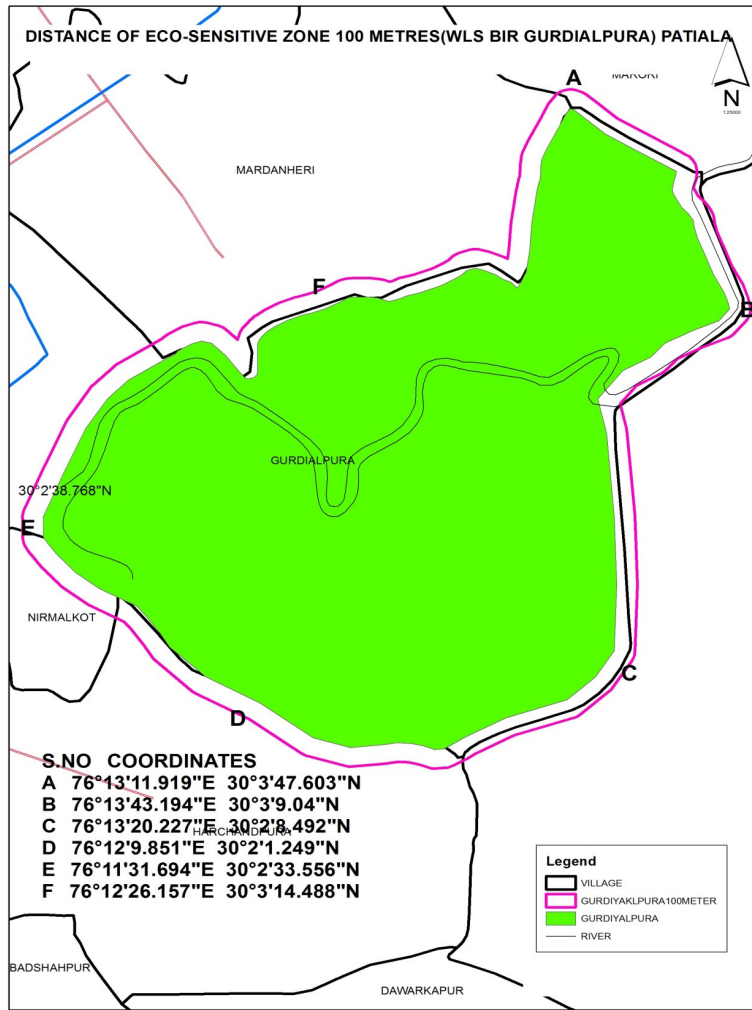 DISTANCE OF ECO-SENSITIVE ZONE 100 METRES(WLS BIR GURDIALPURA) PATIALA
A
MARORI
N
1:25000
MARDANHERI
F
B
GURDIALPURA
30°2'38.768"N
E
NIRMALKOT
C
D
S.NO COORDINATES
A 76°13'11.919"E 30°3'47.603"N
B 76°13'43.194"E 30°3'9.04"N
C 76°13'20.227"E 30°2'8.492"N
HARCHANDPURA
D 76°12'9.851"E 30°2'1.249"N
E 76°11'31.694"E 30°2'33.556"N
F 76°12'26.157"E 30°3'14.488"N
Legend
VILLAGE
GURDIYAKLPURA100METER
GURDIYALPURA
RIVER
BADSHAHPUR
DAWARKAPUR